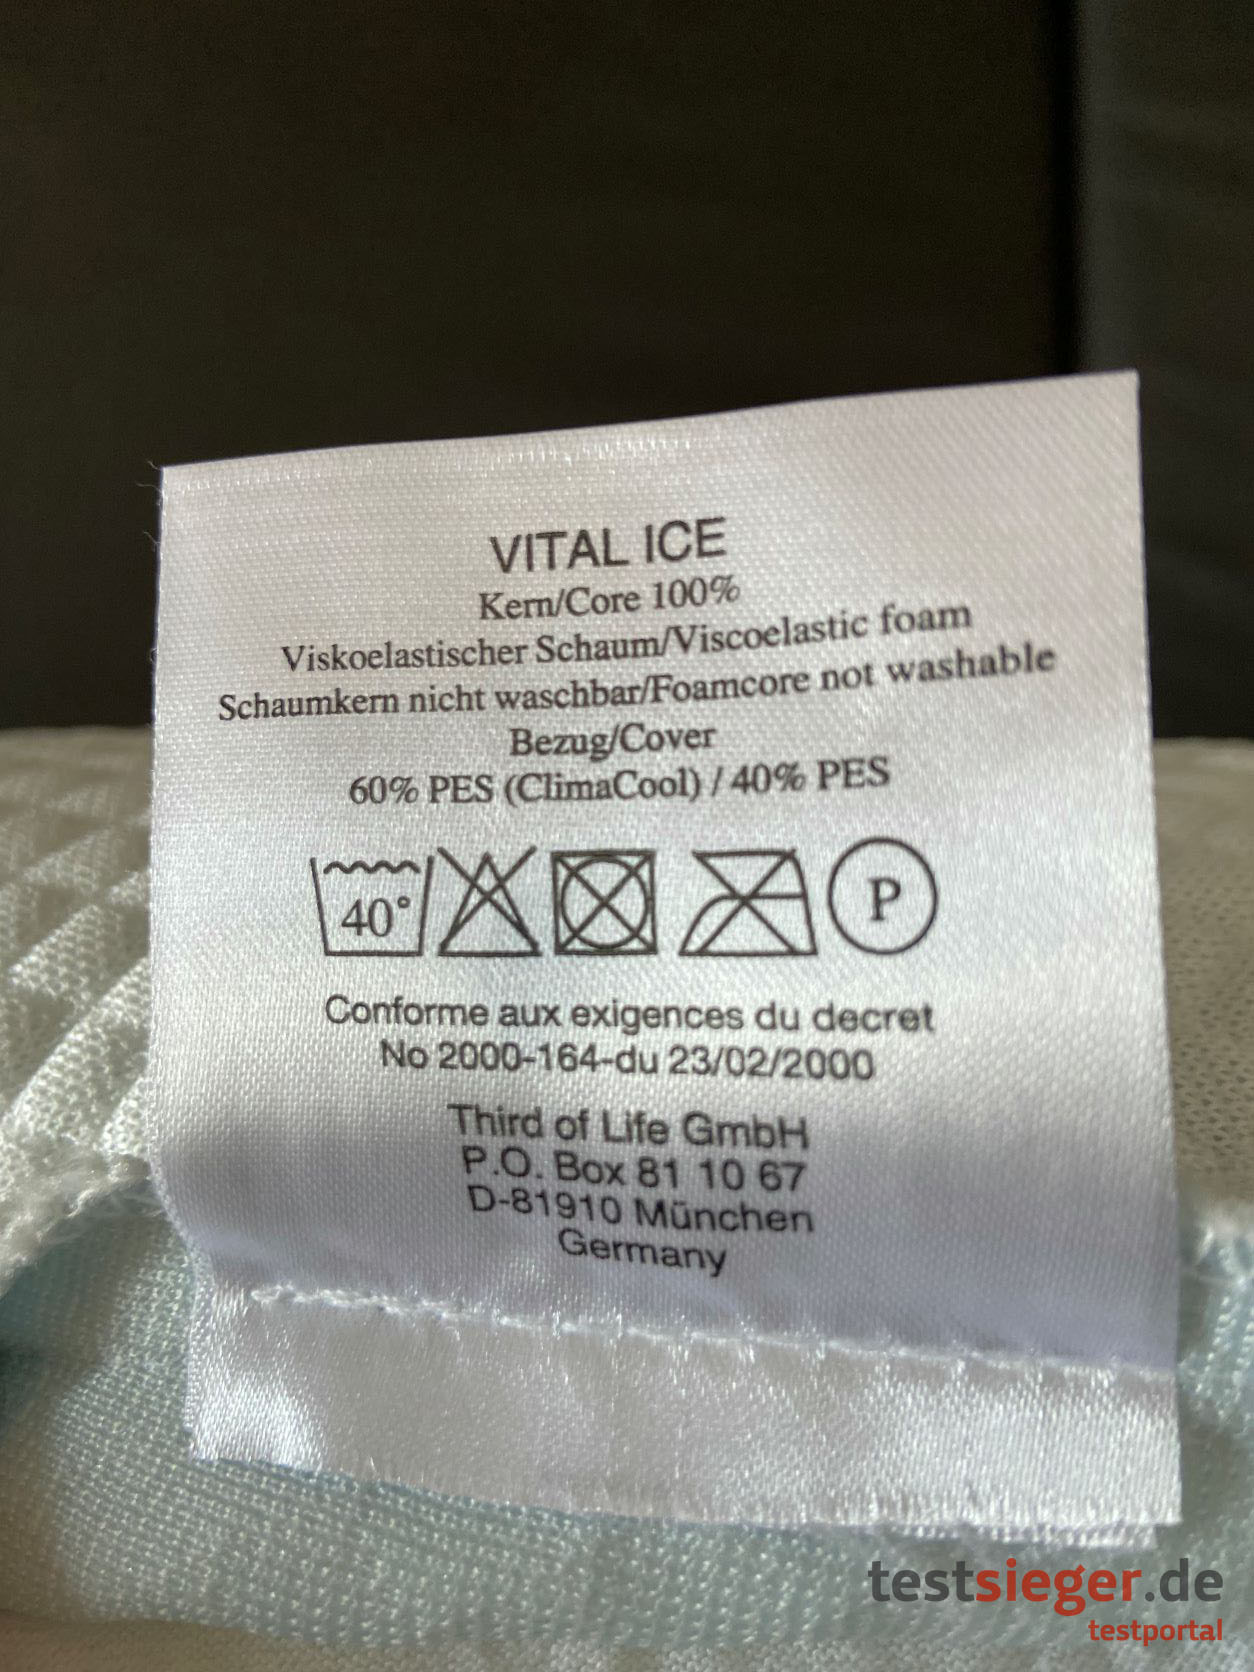 VITAL ICE
Kern/Core 100%
Viskoelastischer Schaum/Viscoelastic foam
Schaumkern nicht waschbar/Foamcore not washable
Bezug/Cover
60% PES (ClimaCool) / 40% PES
40° P
Conforme aux exigences du decret
No 2000-164-du 23/02/2000
Third of Life GmbH
P.O. Box 81 10 67
D-81910 München
Germany
testsieger.de
testportal